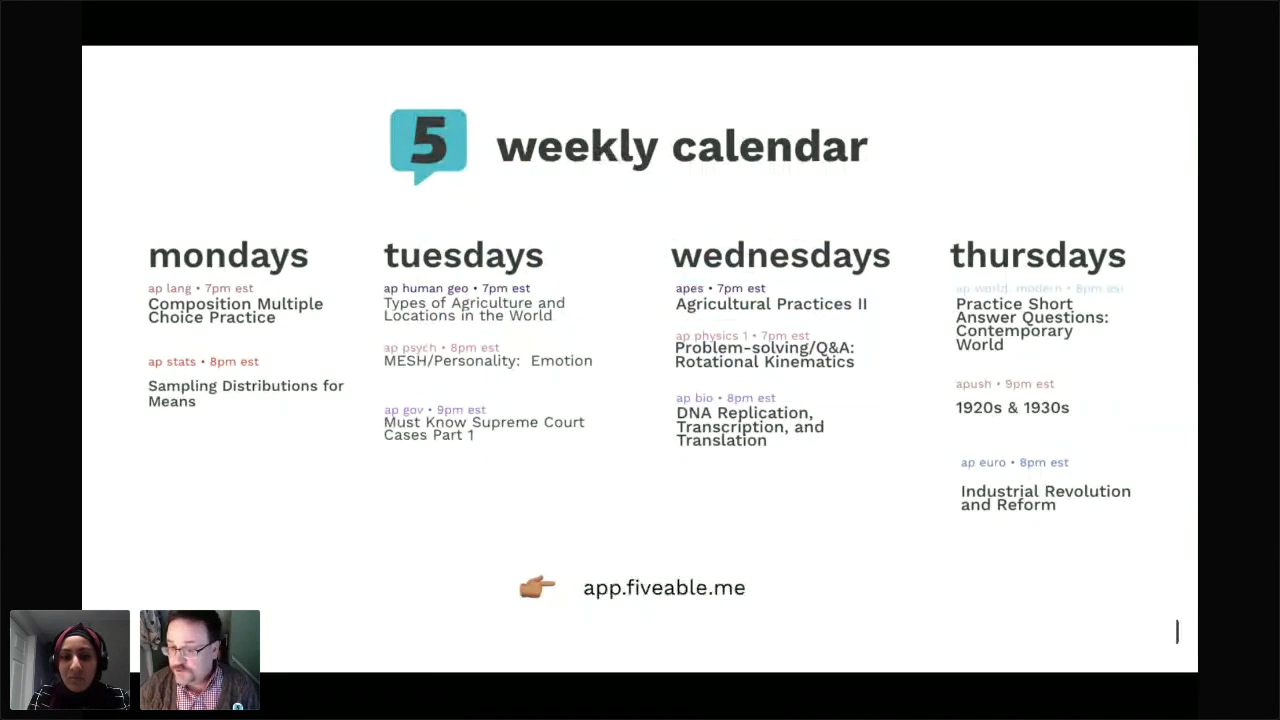 5 weekly calendar
mondays
ap lang • 7pm est
Composition Multiple
Choice Practice
ap stats • 8pm est
Sampling Distributions for
Means
tuesdays
ap human geo • 7pm est
Types of Agriculture and
Locations in the World
ap psych • 8pm est
MESH/Personality: Emotion
ap gov • 9pm est
Must Know Supreme Court
Cases Part 1
wednesdays
apes • 7pm est
Agricultural Practices II
ap physics 1 • 7pm est
Problem-solving/Q&A:
Rotational Kinematics
ap bio • 8pm est
DNA Replication,
Transcription, and
Translation
thursdays
ap world: modern • 8pm est
Practice Short
Answer Questions:
Contemporary
World
apush • 9pm est
1920s & 1930s
ap euro • 8pm est
Industrial Revolution
and Reform
app.fiveable.me